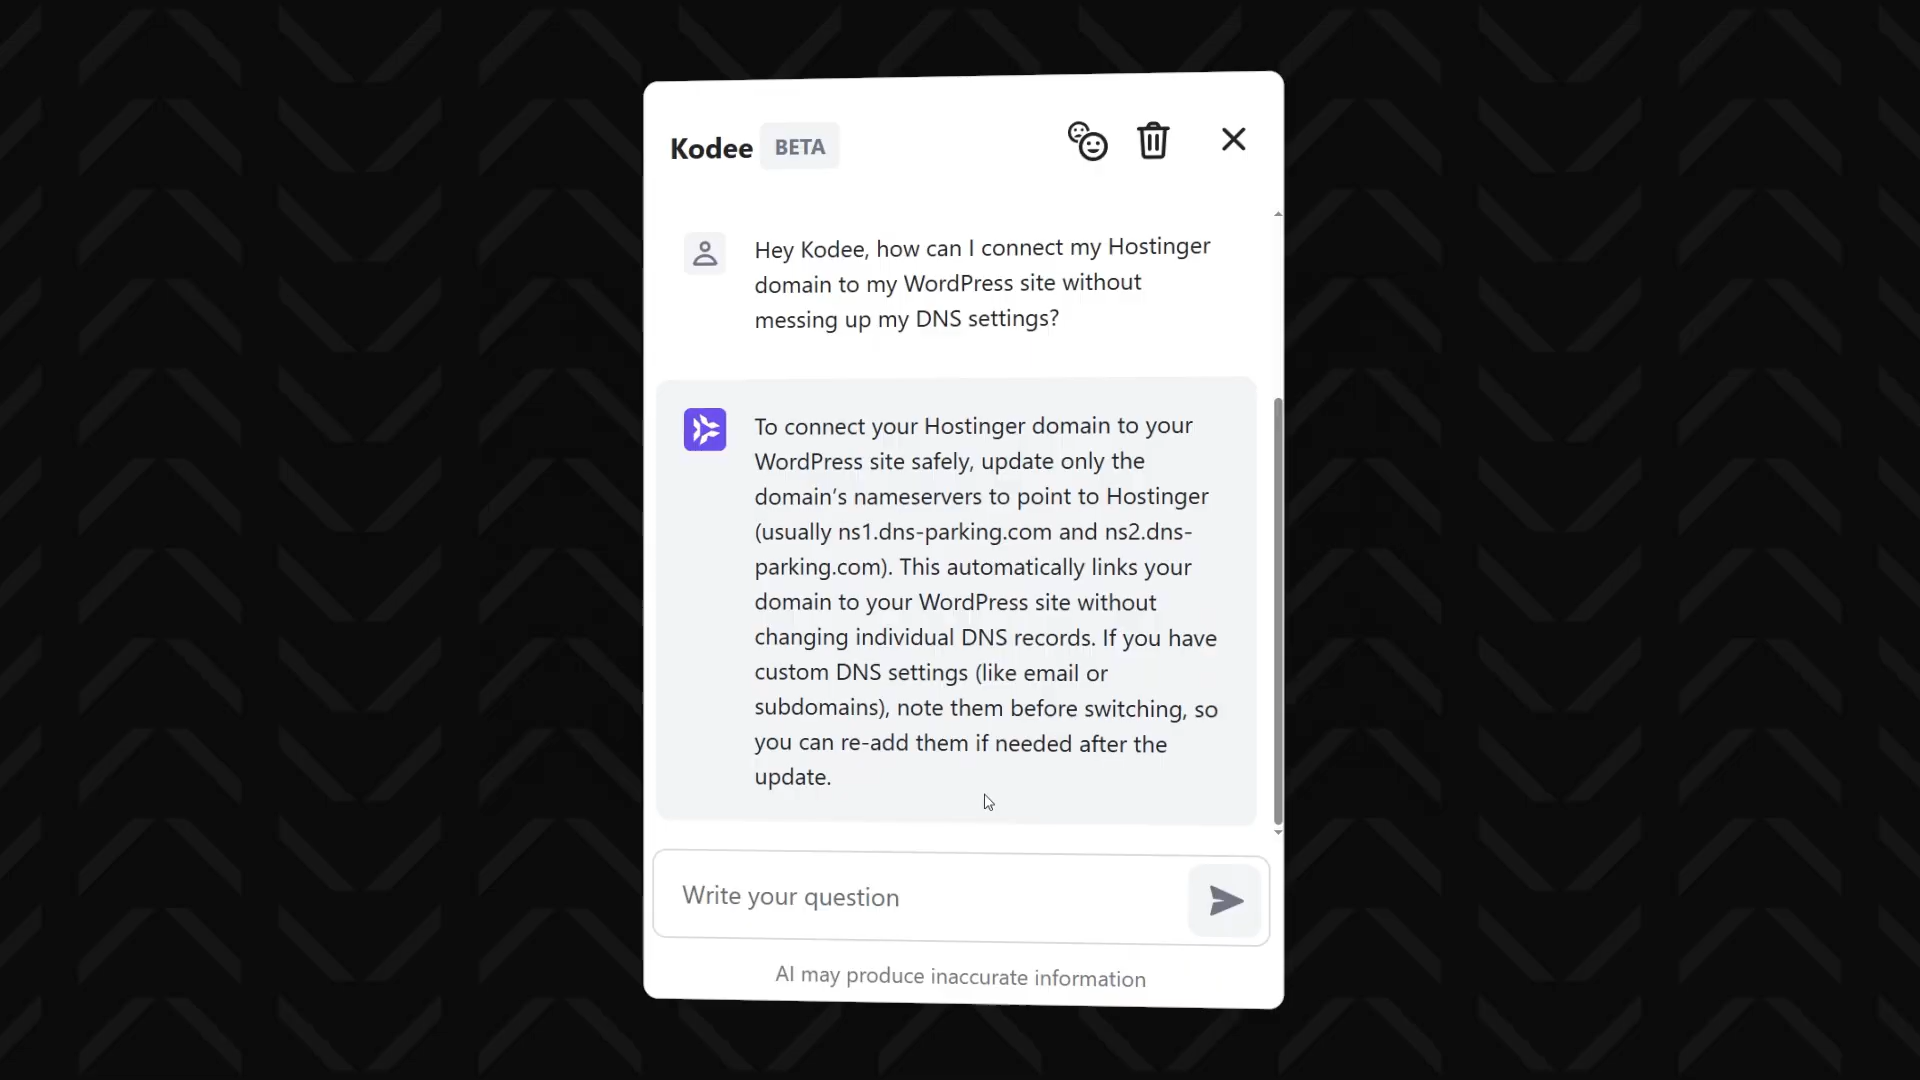 Kodee BETA
Hey Kodee, how can I connect my Hostinger
domain to my WordPress site without
messing up my DNS settings?
To connect your Hostinger domain to your
WordPress site safely, update only the
domain’s nameservers to point to Hostinger
(usually ns1.dns-parking.com and ns2.dns-
parking.com). This automatically links your
domain to your WordPress site without
changing individual DNS records. If you have
custom DNS settings (like email or
subdomains), note them before switching, so
you can re-add them if needed after the
update.
Write your question
AI may produce inaccurate information